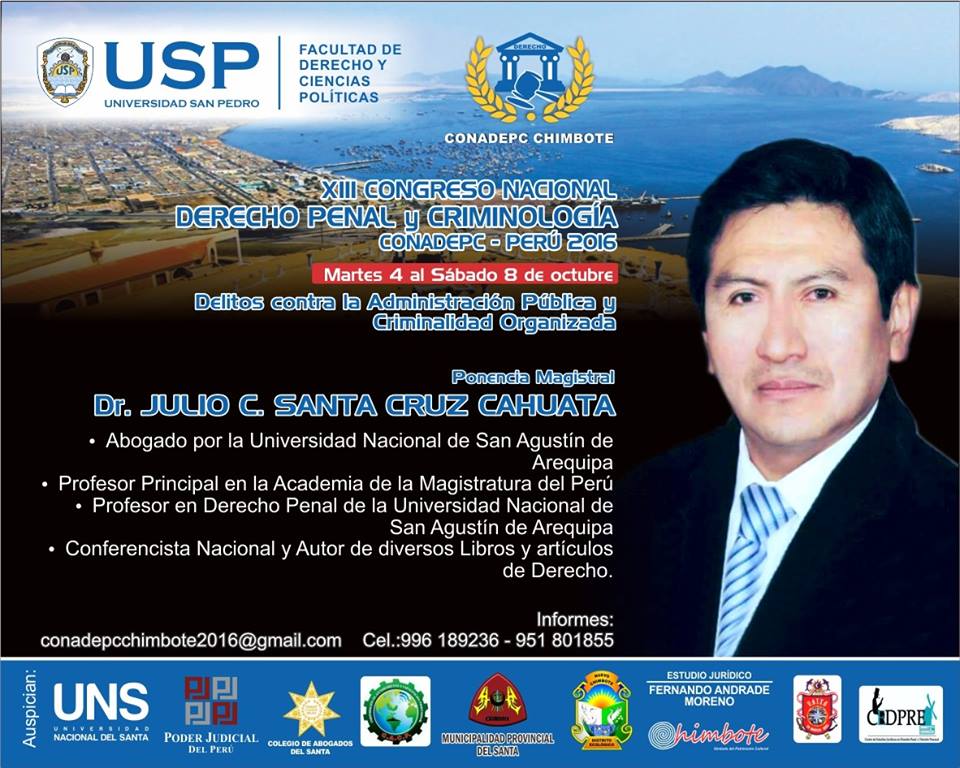 USP
UNIVERSIDAD SAN PEDRO
FACULTAD DE
DERECHO Y
CIENCIAS
POLÍTICAS
USP
DERECHO
CONADEPC CHIMBOTE
XIII CONGRESO NACIONAL
DERECHO PENAL y CRIMINOLOGÍA
CONADEPC - PERÚ 2016
Martes 4 al Sábado 8 de octubre
Delitos contra la Administración Pública y
Criminalidad Organizada
Ponencia Magistral
Dr. JULIO C. SANTA CRUZ CAHUATA
• Abogado por la Universidad Nacional de San Agustín de
Arequipa
• Profesor Principal en la Academia de la Magistratura del Perú
• Profesor en Derecho Penal de la Universidad Nacional de
San Agustín de Arequipa
• Conferencista Nacional y Autor de diversos Libros y artículos
de Derecho.
Informes:
conadepcchimbote2016@gmail.com Cel.:996 189236 - 951 801855
Auspician:
UNS
UNIVERSIDAD
NACIONAL DEL SANTA
PODER JUDICIAL
DEL PERÚ
COLEGIO DE ABOGADOS
DEL SANTA
MUNICIPALIDAD PROVINCIAL
DEL SANTA
NUEVO
CHIMBOTE
DISTRITO
ECOLÓGICO
ESTUDIO JURÍDICO
FERNANDO ANDRADE
MORENO
Chimbote
CEDPRE